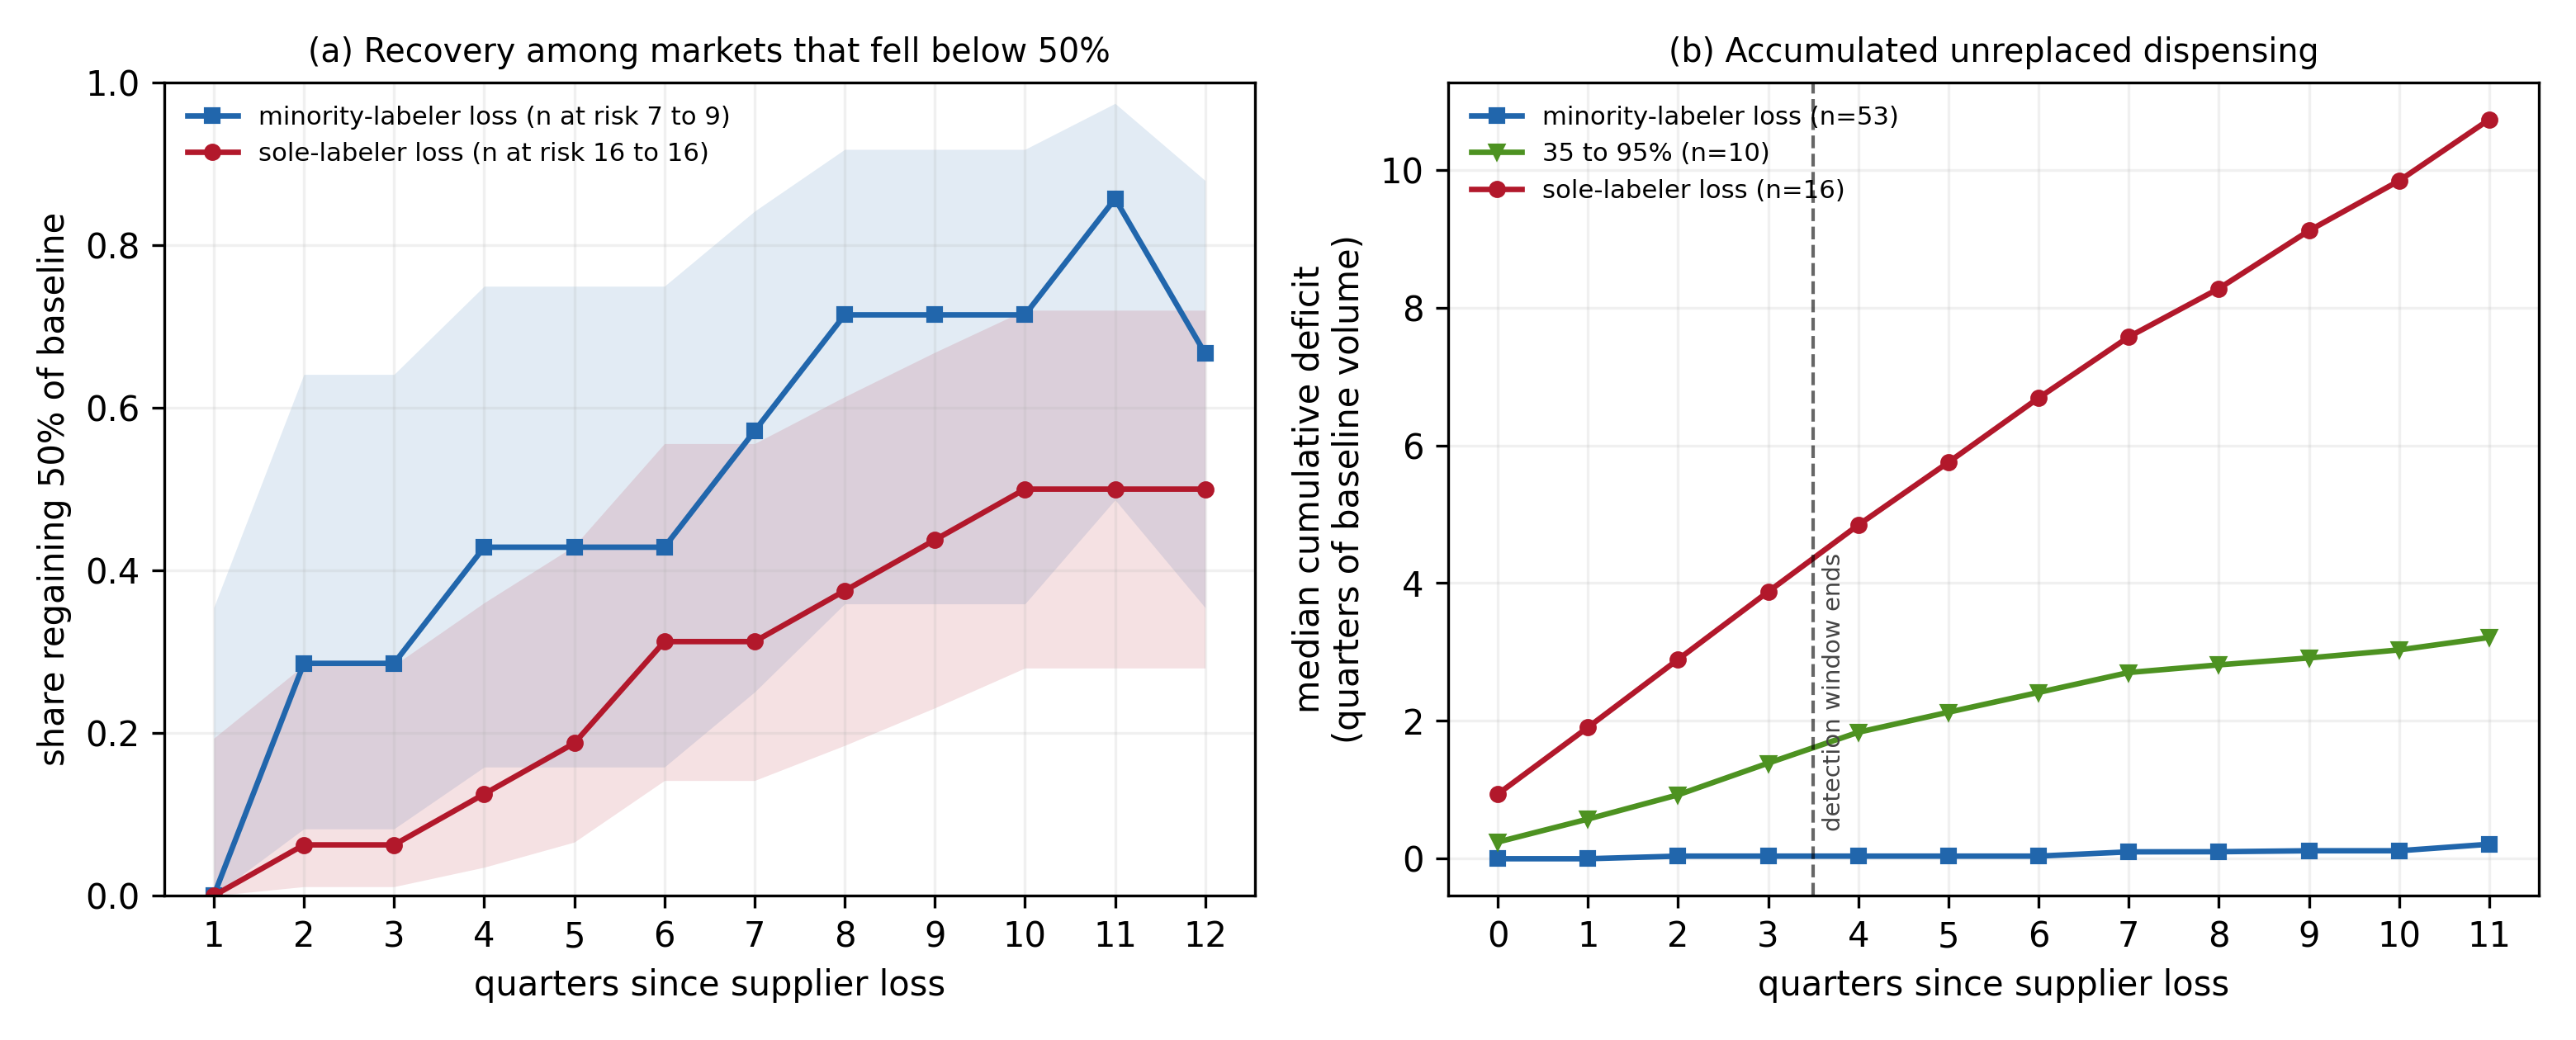 (a) Recovery among markets that fell below 50%
share regaining 50% of baseline
1.0
0.8
0.6
0.4
0.2
0.0
minority-labeler loss (n at risk 7 to 9)
sole-labeler loss (n at risk 16 to 16)
1 2 3 4 5 6 7 8 9 10 11 12
quarters since supplier loss
(b) Accumulated unreplaced dispensing
median cumulative deficit
(quarters of baseline volume)
10
8
6
4
2
0
minority-labeler loss (n=53)
35 to 95% (n=10)
sole-labeler loss (n=16)
detection window ends
0 1 2 3 4 5 6 7 8 9 10 11
quarters since supplier loss